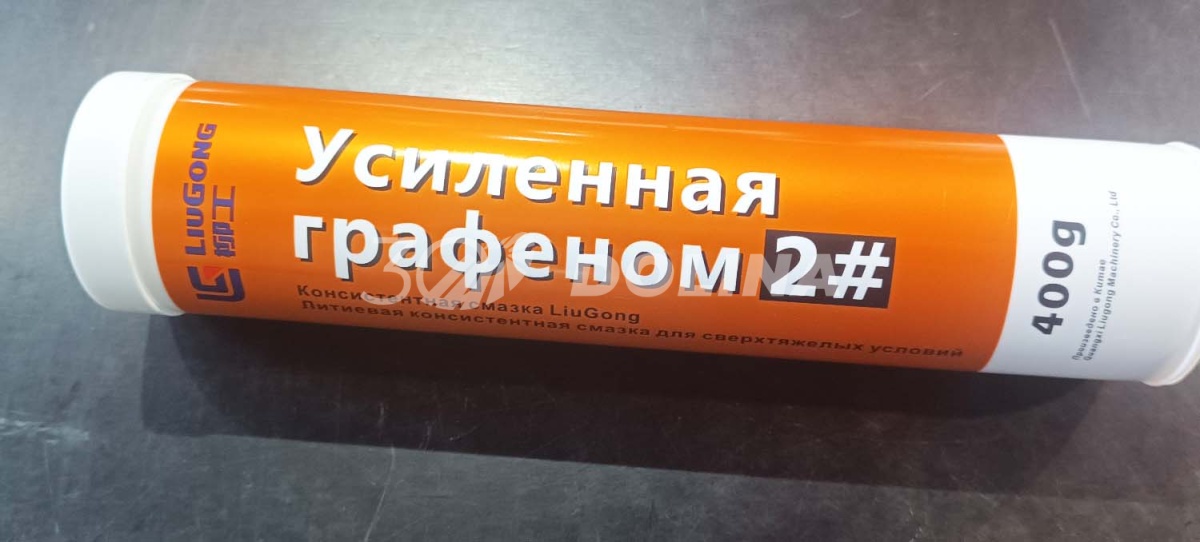 LIUGONG
柳工
Усиленная
графеном 2#
Консистентная смазка LiuGong
Литиевая консистентная смазка для сверхтяжелых условий
400g
Произведено в Китае
Guangxi Liugong Machinery Co., Ltd
DOLINA